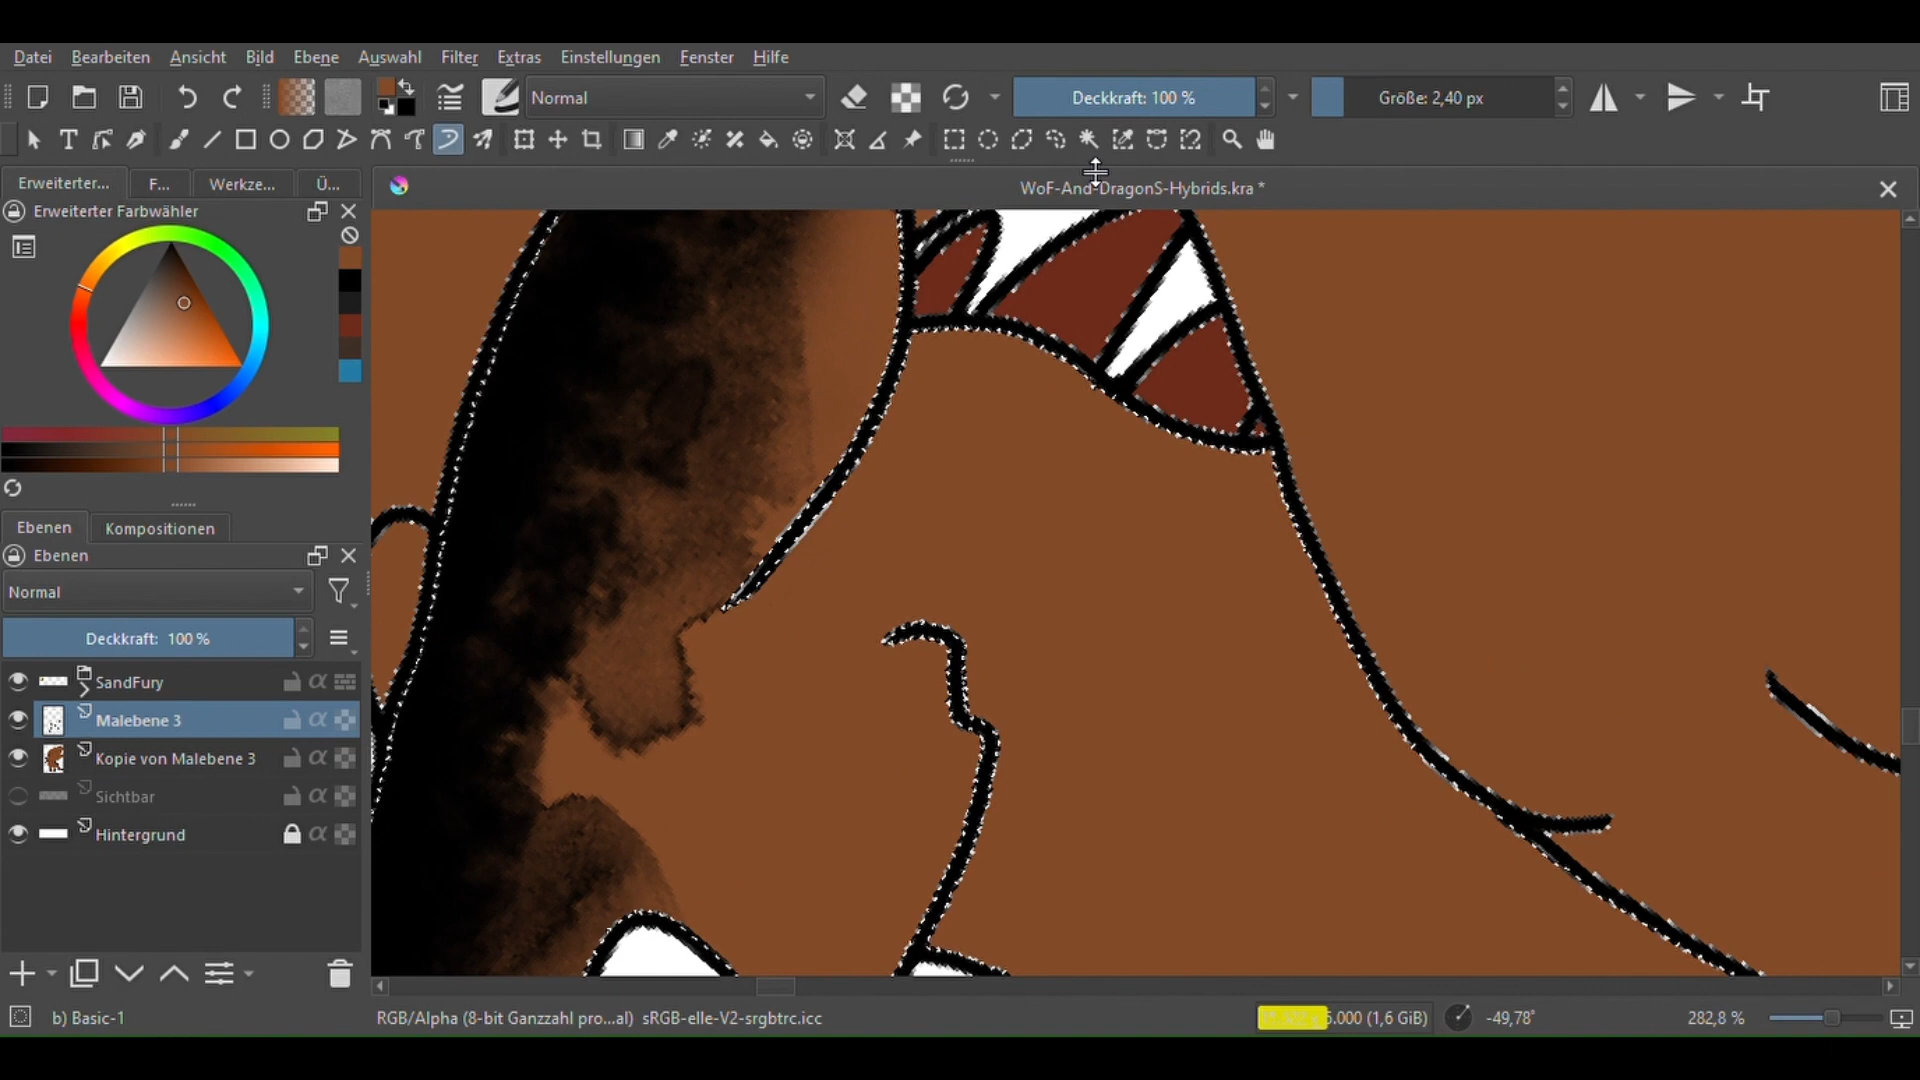 Datei Bearbeiten Ansicht Bild Ebene Auswahl Filter Extras Einstellungen Fenster Hilfe
Normal Deckkraft: 100 % Größe: 2,40 px
Erweiterter... F... Werkze... Ü...
WoF-And-DragonS-Hybrids.kra *
Erweiterter Farbwähler
Ebenen Kompositionen
Ebenen
Normal
Deckkraft: 100 %
SandFury
Malebene 3
Kopie von Malebene 3
Sichtbar
Hintergrund
b) Basic-1 RGB/Alpha (8-bit Ganzzahl pro...al) sRGB-elle-V2-srgbtrc.icc (1,6 GiB) -49,78° 282,8 %